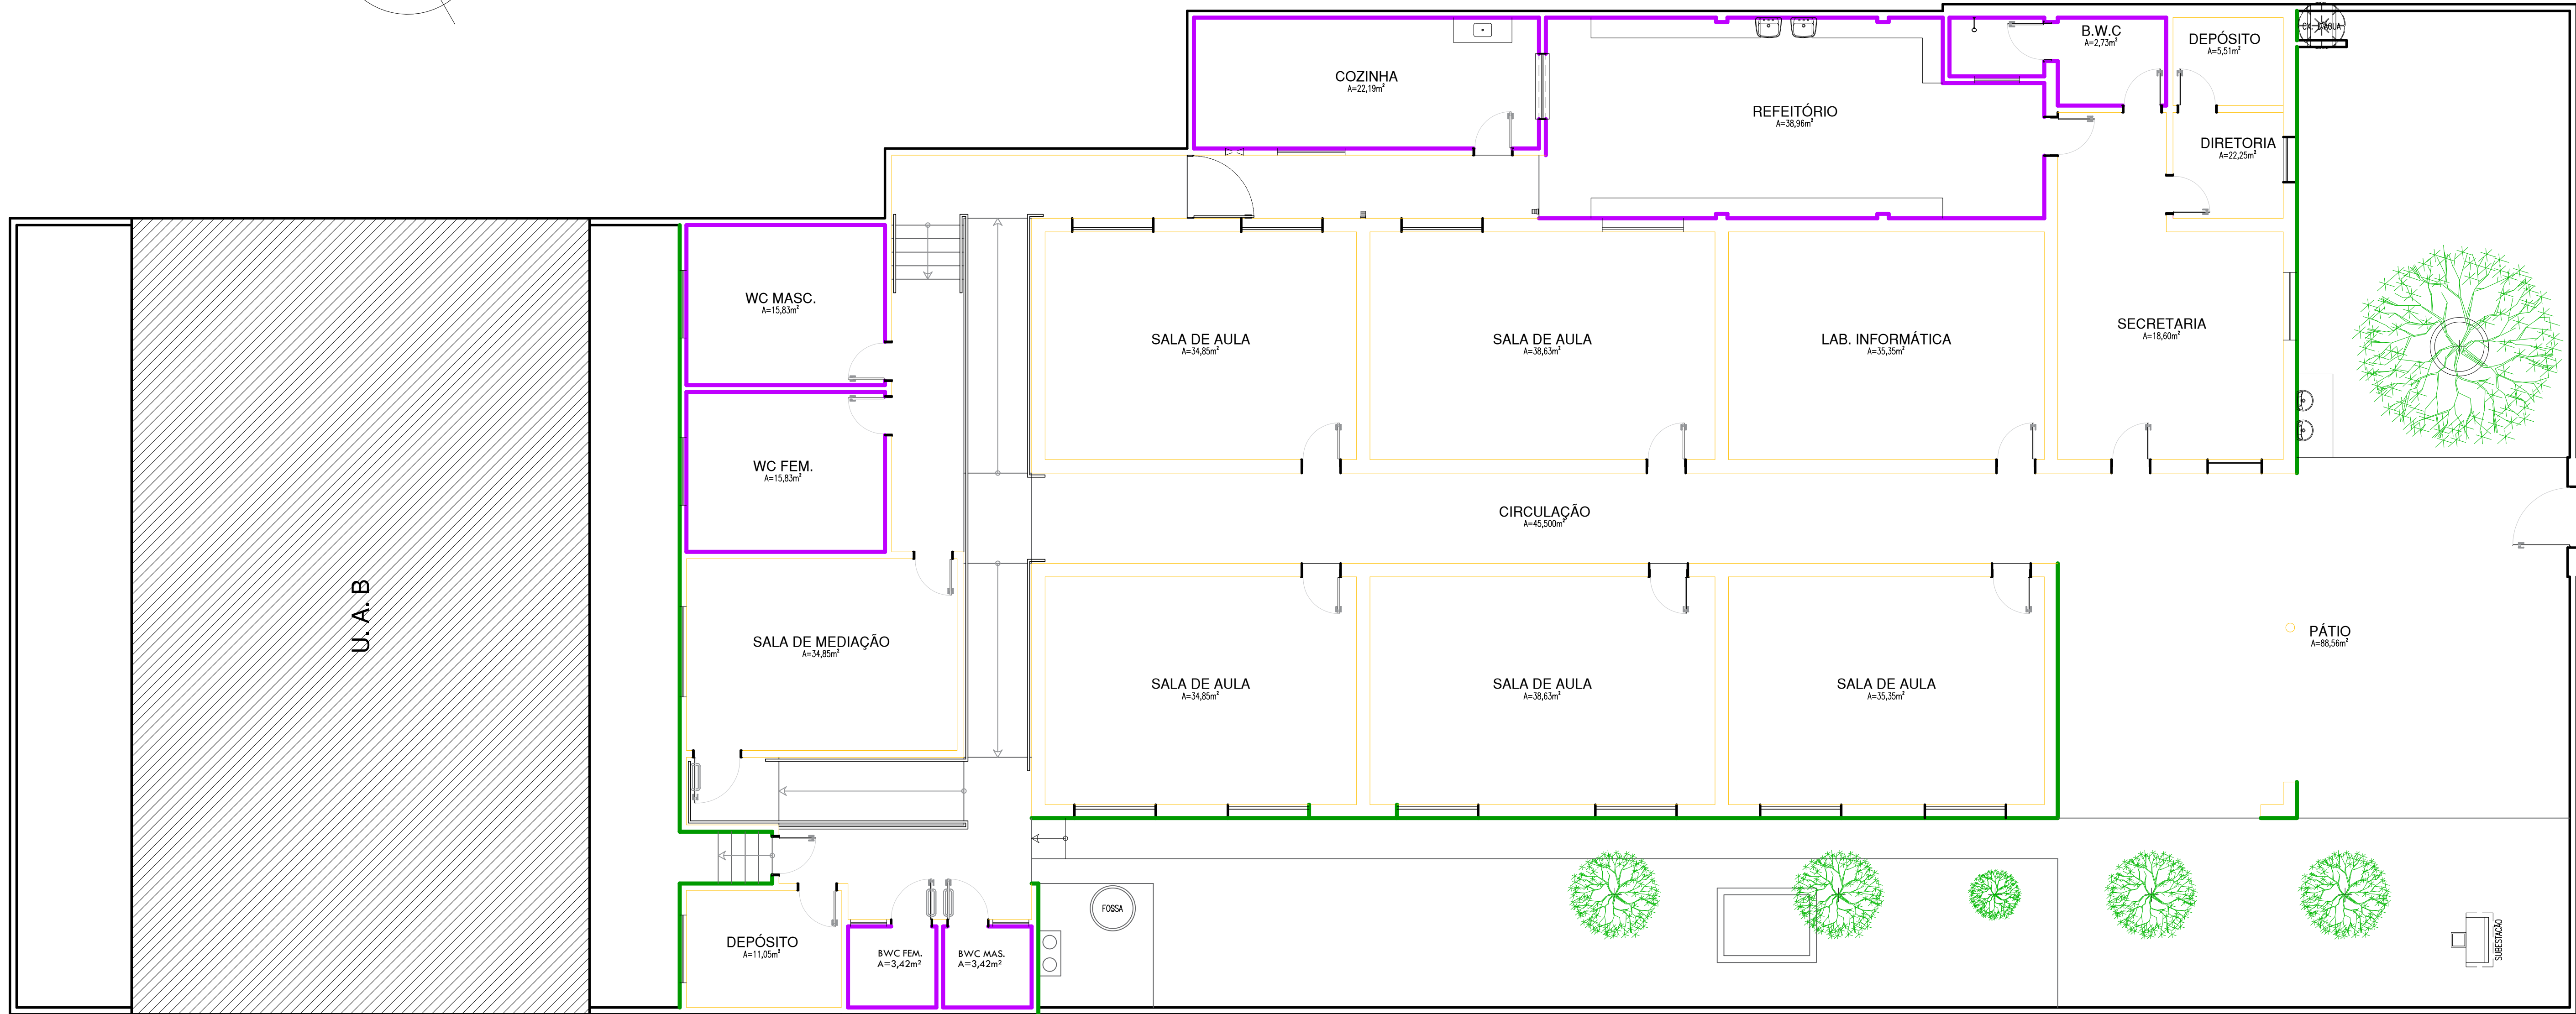 CX. D'ÁGUA
B.W.C
A=2,73m²
DEPÓSITO
A=5,51m²
COZINHA
A=22,19m²
REFEITÓRIO
A=38,96m²
DIRETORIA
A=22,25m²
WC MASC.
A=15,83m²
SALA DE AULA
A=34,85m²
SALA DE AULA
A=38,63m²
LAB. INFORMÁTICA
A=35,35m²
SECRETARIA
A=18,60m²
WC FEM.
A=15,83m²
CIRCULAÇÃO
A=45,500m²
U. A. B
SALA DE MEDIAÇÃO
A=34,85m²
SALA DE AULA
A=34,85m²
SALA DE AULA
A=38,63m²
SALA DE AULA
A=35,35m²
PÁTIO
A=88,56m²
FOSSA
DEPÓSITO
A=11,05m²
BWC FEM.
A=3,42m²
BWC MAS.
A=3,42m²
SUBESTAÇÃO